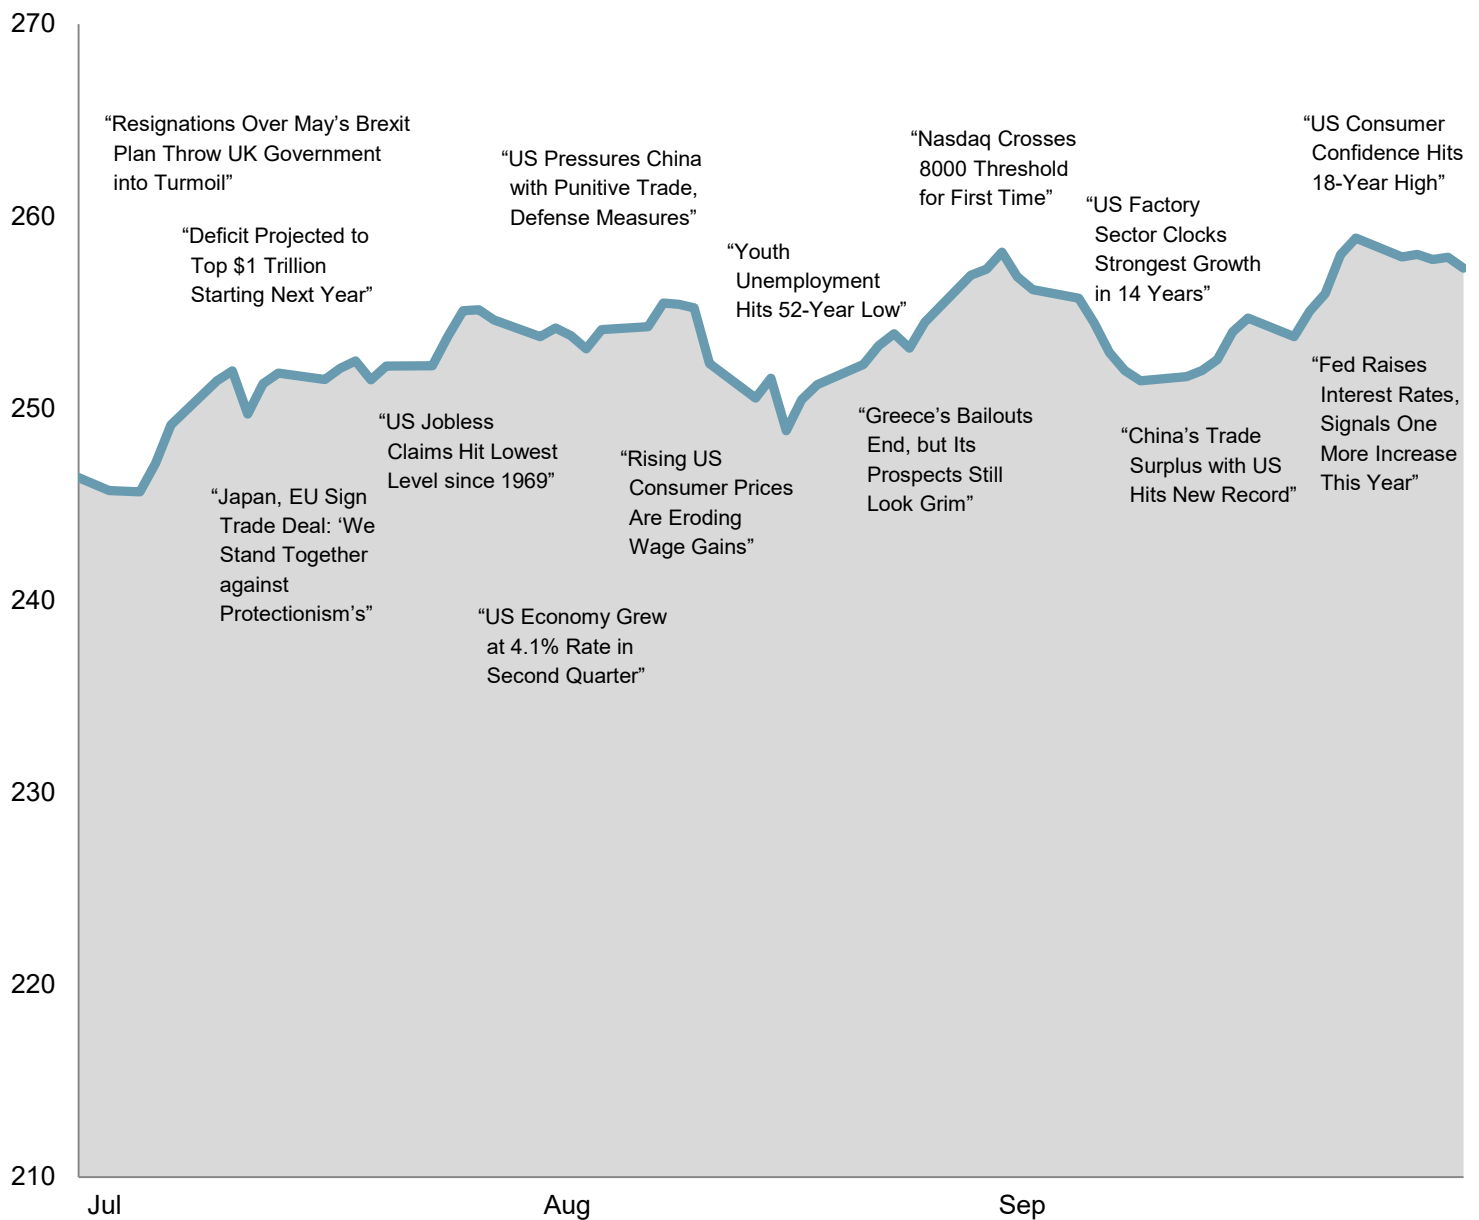 270
260
250
240
230
220
210
“Resignations Over May’s Brexit
Plan Throw UK Government
into Turmoil”
“Deficit Projected to
Top $1 Trillion
Starting Next Year”
“Japan, EU Sign
Trade Deal: ‘We
Stand Together
against
Protectionism’s”
“US Jobless
Claims Hit Lowest
Level since 1969”
“US Economy Grew
at 4.1% Rate in
Second Quarter”
“US Pressures China
with Punitive Trade,
Defense Measures”
“Rising US
Consumer Prices
Are Eroding
Wage Gains”
“Youth
Unemployment
Hits 52-Year Low”
“Greece’s Bailouts
End, but Its
Prospects Still
Look Grim”
“Nasdaq Crosses
8000 Threshold
for First Time”
“US Factory
Sector Clocks
Strongest Growth
in 14 Years”
“China’s Trade
Surplus with US
Hits New Record”
“US Consumer
Confidence Hits
18-Year High”
“Fed Raises
Interest Rates,
Signals One
More Increase
This Year”
Jul
Aug
Sep